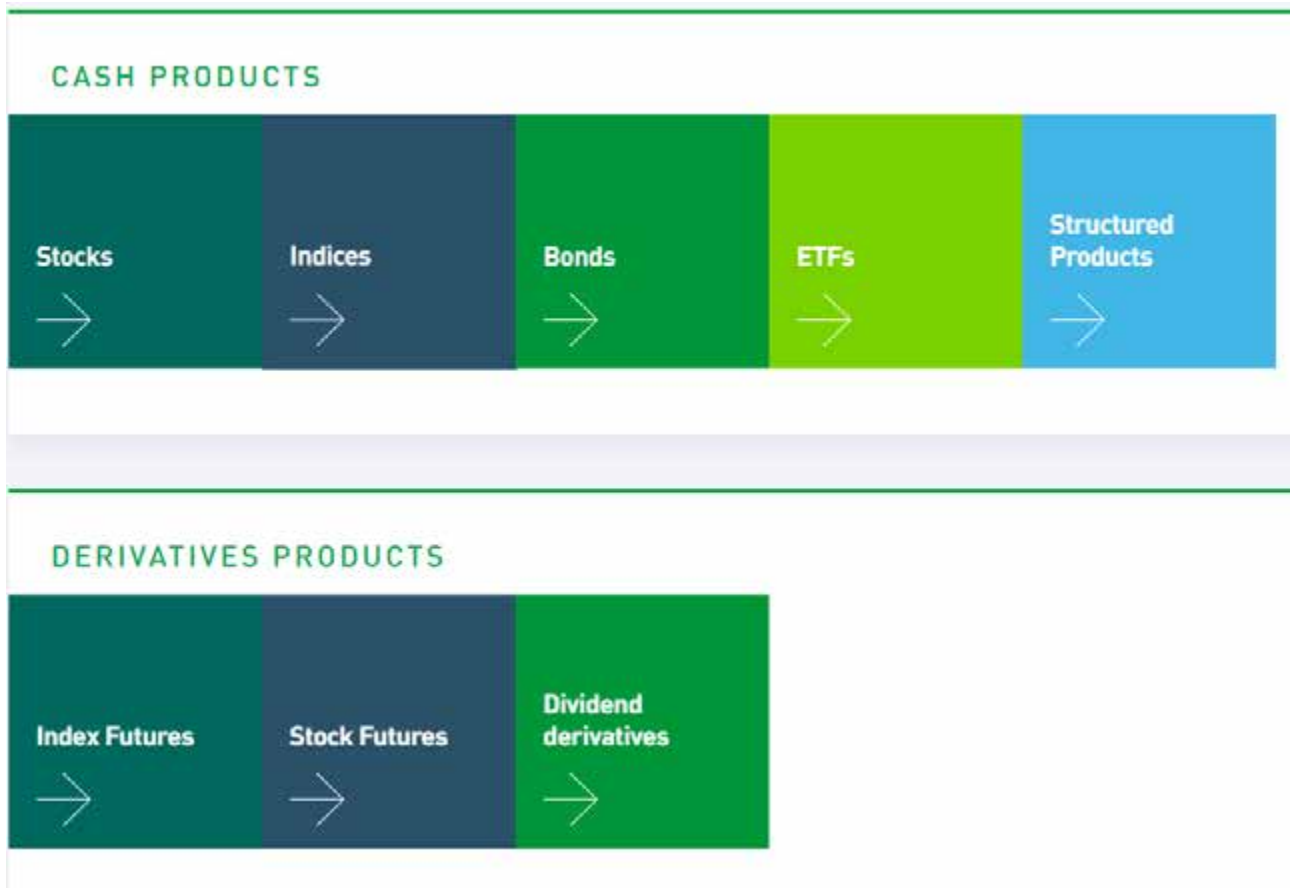 CASH PRODUCTS
Stocks
Indices
Bonds
ETFs
Structured
Products
DERIVATIVES PRODUCTS
Index Futures
Stock Futures
Dividend
derivatives